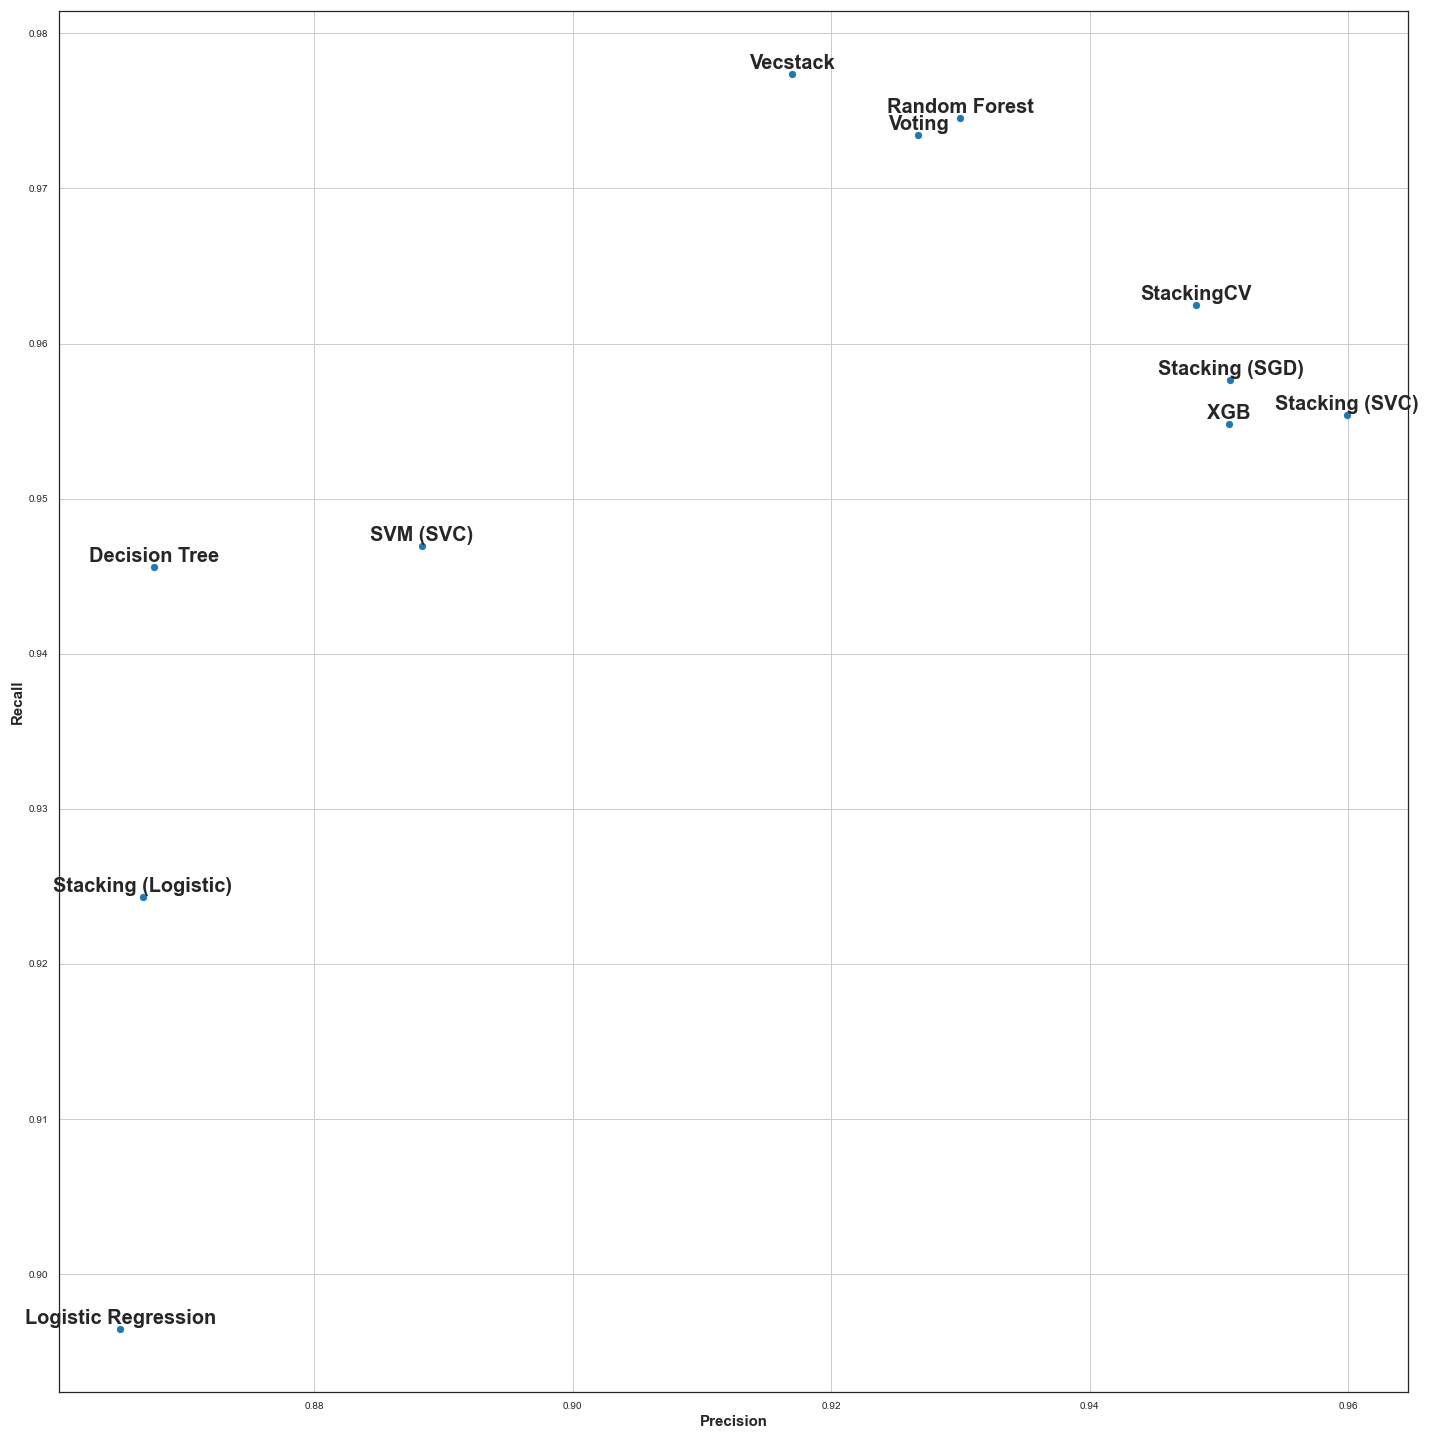 0.98
Vecstack
Random Forest
Voting
0.97
StackingCV
0.96
Stacking (SGD)
Stacking (SVC)
XGB
0.95
SVM (SVC)
Decision Tree
0.94
Recall
0.93
Stacking (Logistic)
0.92
0.91
0.90
Logistic Regression
0.88 0.90 0.92 0.94 0.96
Precision